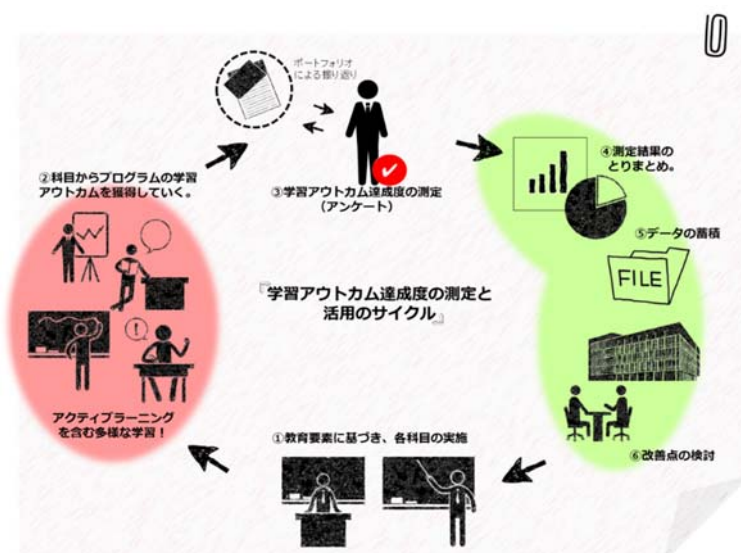 ポートフォリオ
による振り返り
②科目からプログラムの学習
アウトカムを獲得していく。
③学習アウトカム達成度の測定
(アンケート)
④測定結果の
とりまとめ。
⑤データの蓄積
FILE
『学習アウトカム達成度の測定と
活用のサイクル』
アクティブラーニング
を含む多様な学習!
①教育要素に基づき、各科目の実施
⑥改善点の検討